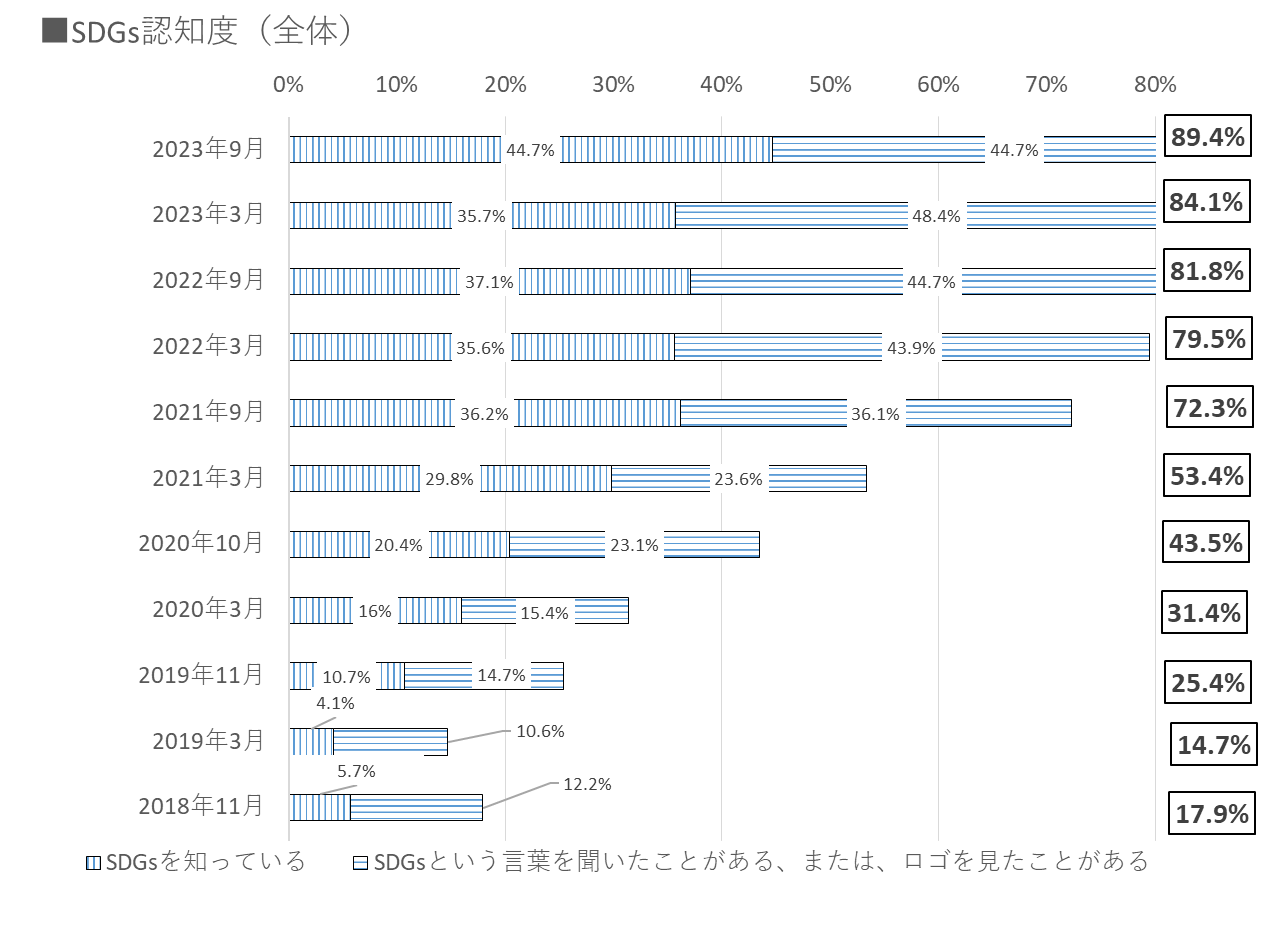 ■SDGs認知度（全体）
0% 10% 20% 30% 40% 50% 60% 70% 80%
2023年9月 44.7% 44.7% 89.4%
2023年3月 35.7% 48.4% 84.1%
2022年9月 37.1% 44.7% 81.8%
2022年3月 35.6% 43.9% 79.5%
2021年9月 36.2% 36.1% 72.3%
2021年3月 29.8% 23.6% 53.4%
2020年10月 20.4% 23.1% 43.5%
2020年3月 16% 15.4% 31.4%
2019年11月 10.7% 14.7% 25.4%
2019年3月 4.1% 10.6% 14.7%
2018年11月 5.7% 12.2% 17.9%
SDGsを知っている SDGsという言葉を聞いたことがある、または、ロゴを見たことがある